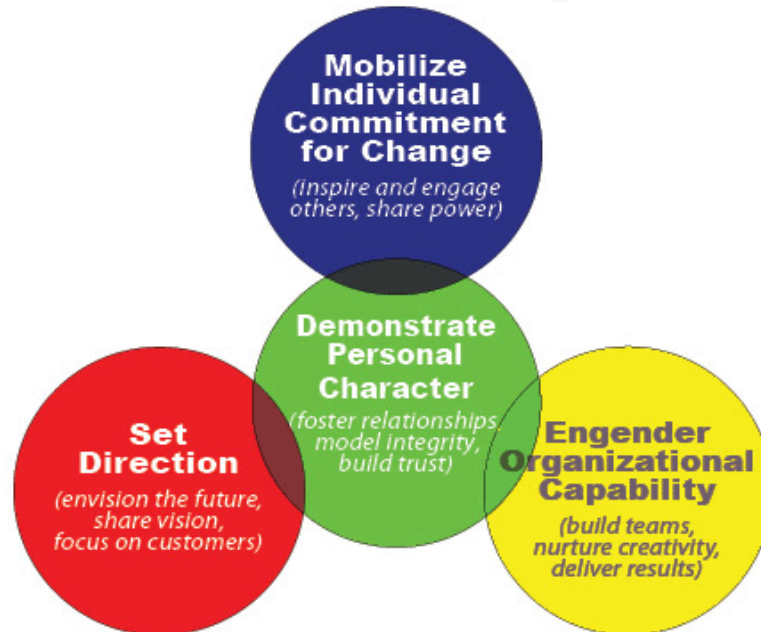 Mobilize
Individual
Commitment
for Change
(inspire and engage
others, share power)
Demonstrate
Personal
Character
(foster relationships,
model integrity,
build trust)
Set
Direction
(envision the future,
share vision,
focus on customers)
Engender
Organizational
Capability
(build teams,
nurture creativity,
deliver results)